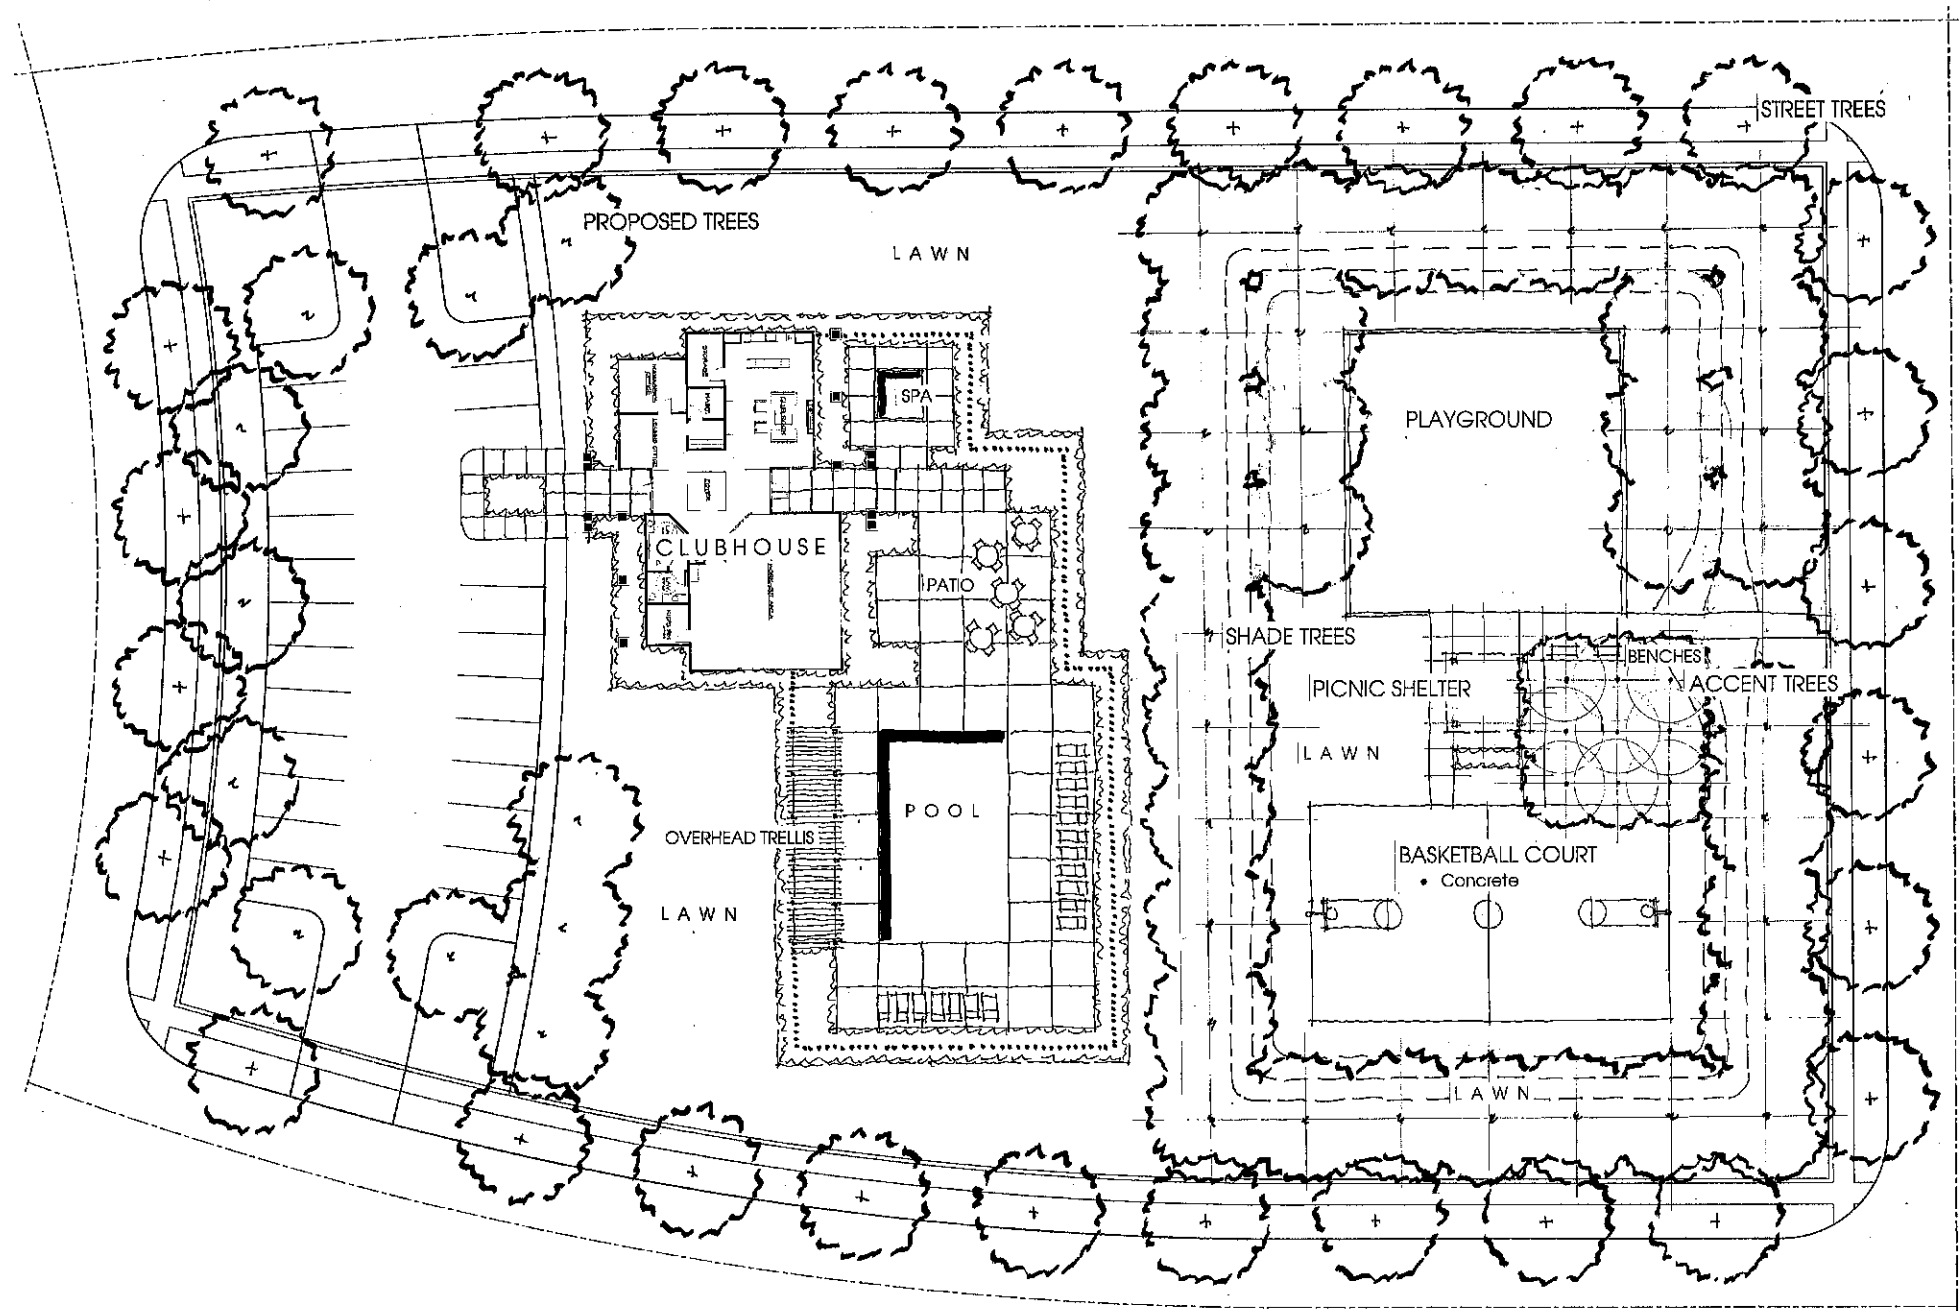 STREET TREES
PROPOSED TREES
LAWN
SPA
PLAYGROUND
CLUBHOUSE
PATIO
SHADE TREES
BENCHES
PICNIC SHELTER
ACCENT TREES
LAWN
POOL
OVERHEAD TRELLIS
BASKETBALL COURT
• Concrete
LAWN
LAWN